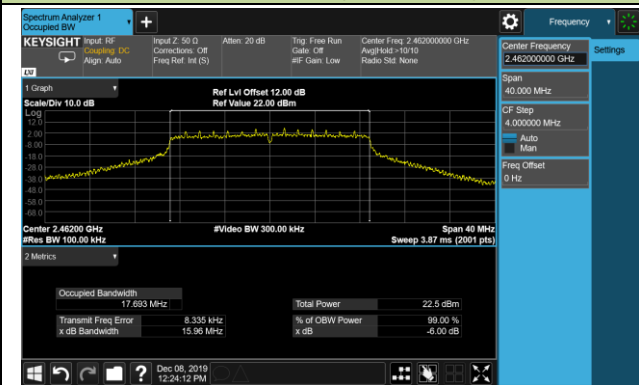 Spectrum Analyzer 1
Occupied BW
+
Frequency
KEYSIGHT Input: RF
Coupling: DC
Align: Auto
Input Z: 50 Ω
Corrections: Off
Freq Ref: Int (S)
Atten: 20 dB
Trig: Free Run
Gate: Off
#IF Gain: Low
Center Freq: 2.462000000 GHz
Avg|Hold:>10/10
Radio Std: None
LXI
Center Frequency
2.462000000 GHz
Settings
Span
40.000 MHz
CF Step
4.000000 MHz
Auto
Man
Freq Offset
0 Hz
1 Graph
Scale/Div 10.0 dB
Ref Lvl Offset 12.00 dB
Ref Value 22.00 dBm
Log
12.0
2.00
-8.00
-18.0
-28.0
-38.0
-48.0
-58.0
-68.0
Center 2.46200 GHz
#Res BW 100.00 kHz
#Video BW 300.00 kHz
Span 40 MHz
Sweep 3.87 ms (2001 pts)
2 Metrics
Occupied Bandwidth
17.693 MHz
Total Power 22.5 dBm
Transmit Freq Error 8.335 kHz
% of OBW Power 99.00 %
x dB Bandwidth 15.96 MHz
x dB -6.00 dB
?
Dec 08, 2019
12:24:12 PM